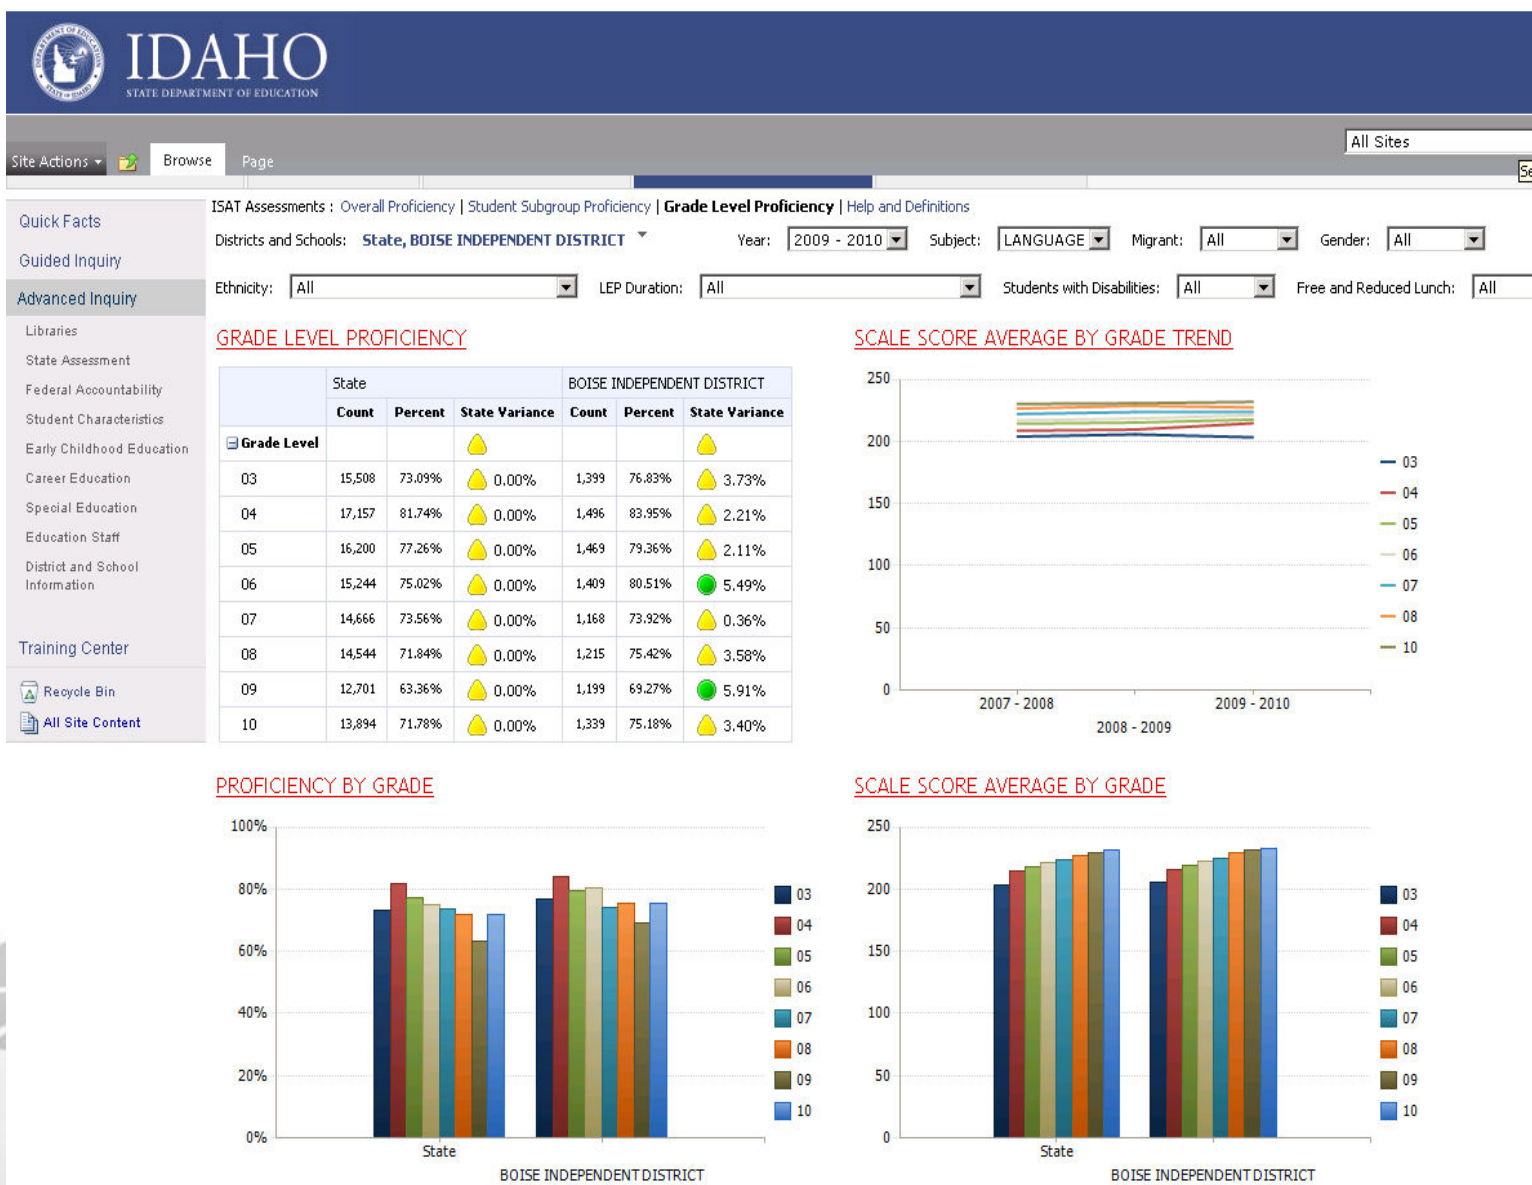 IDAHO
STATE DEPARTMENT OF EDUCATION
All Sites
Site Actions
Browse
Page
ISAT Assessments : Overall Proficiency | Student Subgroup Proficiency | Grade Level Proficiency | Help and Definitions
Districts and Schools: State, BOISE INDEPENDENT DISTRICT Year: 2009 - 2010 Subject: LANGUAGE Migrant: All Gender: All
Ethnicity: All LEP Duration: All Students with Disabilities: All Free and Reduced Lunch: All
Quick Facts
Guided Inquiry
Advanced Inquiry
Libraries
State Assessment
Federal Accountability
Student Characteristics
Early Childhood Education
Career Education
Special Education
Education Staff
District and School
Information
Training Center
Recycle Bin
All Site Content
GRADE LEVEL PROFICIENCY
State BOISE INDEPENDENT DISTRICT
Count Percent State Variance Count Percent State Variance
Grade Level
03 15,508 73.09% 0.00% 1,399 76.83% 3.73%
04 17,157 81.74% 0.00% 1,496 83.95% 2.21%
05 16,200 77.26% 0.00% 1,469 79.36% 2.11%
06 15,244 75.02% 0.00% 1,409 80.51% 5.49%
07 14,666 73.56% 0.00% 1,168 73.92% 0.36%
08 14,544 71.84% 0.00% 1,215 75.42% 3.58%
09 12,701 63.36% 0.00% 1,199 69.27% 5.91%
10 13,894 71.78% 0.00% 1,339 75.18% 3.40%
SCALE SCORE AVERAGE BY GRADE TREND
250
200
150
100
50
0
2007 - 2008
2008 - 2009
2009 - 2010
03
04
05
06
07
08
10
PROFICIENCY BY GRADE
100%
80%
60%
40%
20%
0%
State
BOISE INDEPENDENT DISTRICT
03
04
05
06
07
08
09
10
SCALE SCORE AVERAGE BY GRADE
250
200
150
100
50
0
State
BOISE INDEPENDENT DISTRICT
03
04
05
06
07
08
09
10